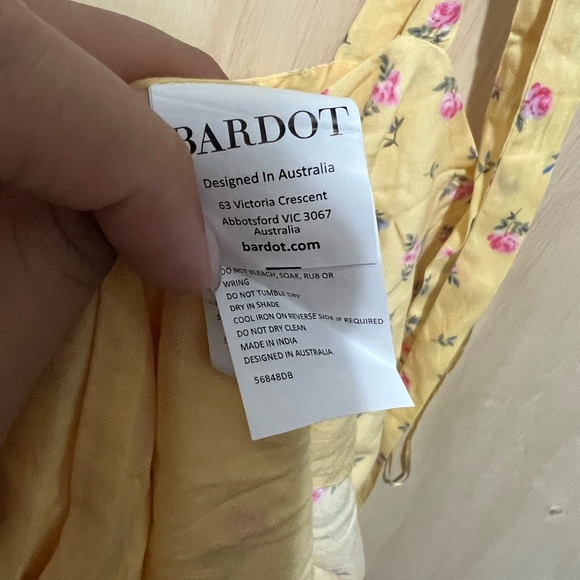 BARDOT
Designed In Australia
63 Victoria Crescent
Abbotsford VIC 3067
Australia
bardot.com
DO NOT BLEACH, SOAK, RUB OR
WRING
DO NOT TUMBLE DRY
DRY IN SHADE
COOL IRON ON REVERSE SIDE IF REQUIRED
DO NOT DRY CLEAN
MADE IN INDIA
DESIGNED IN AUSTRALIA
56848DB